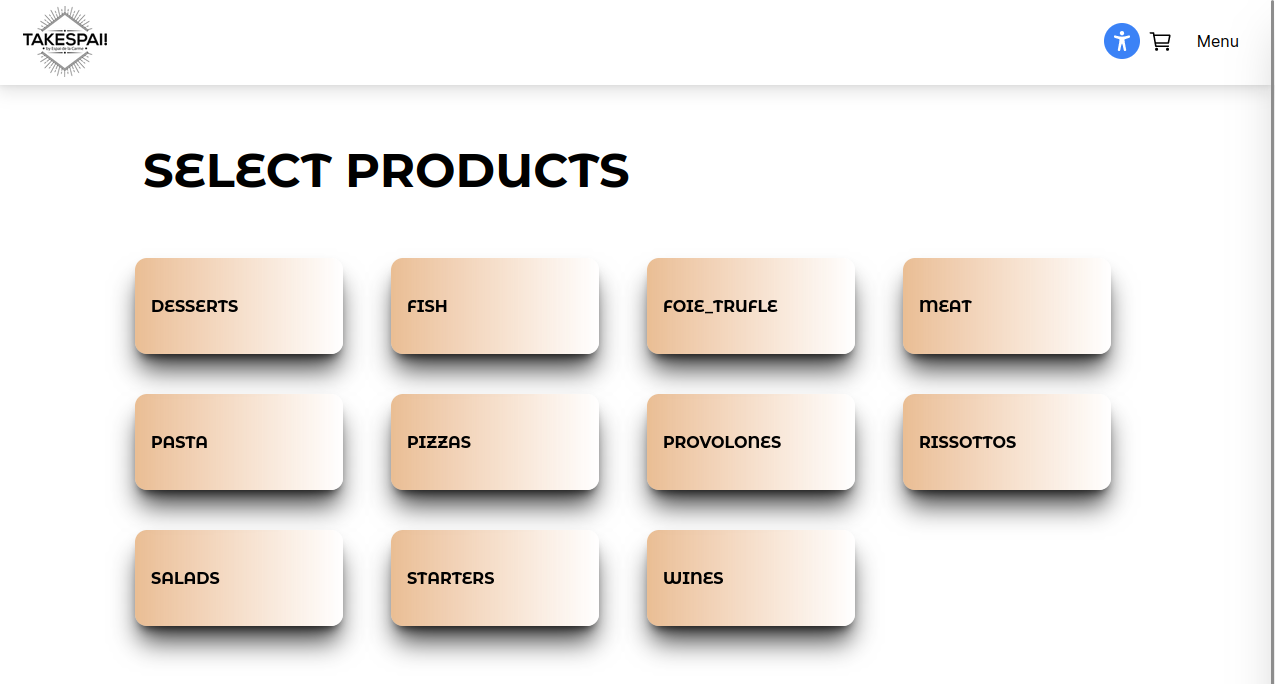 TAKESPAI!
by Espai de la Carme
Menu
SELECT PRODUCTS
DESSERTS
FISH
FOIE_TRUFLE
MEAT
PASTA
PIZZAS
PROVOLONES
RISSOTTOS
SALADS
STARTERS
WINES